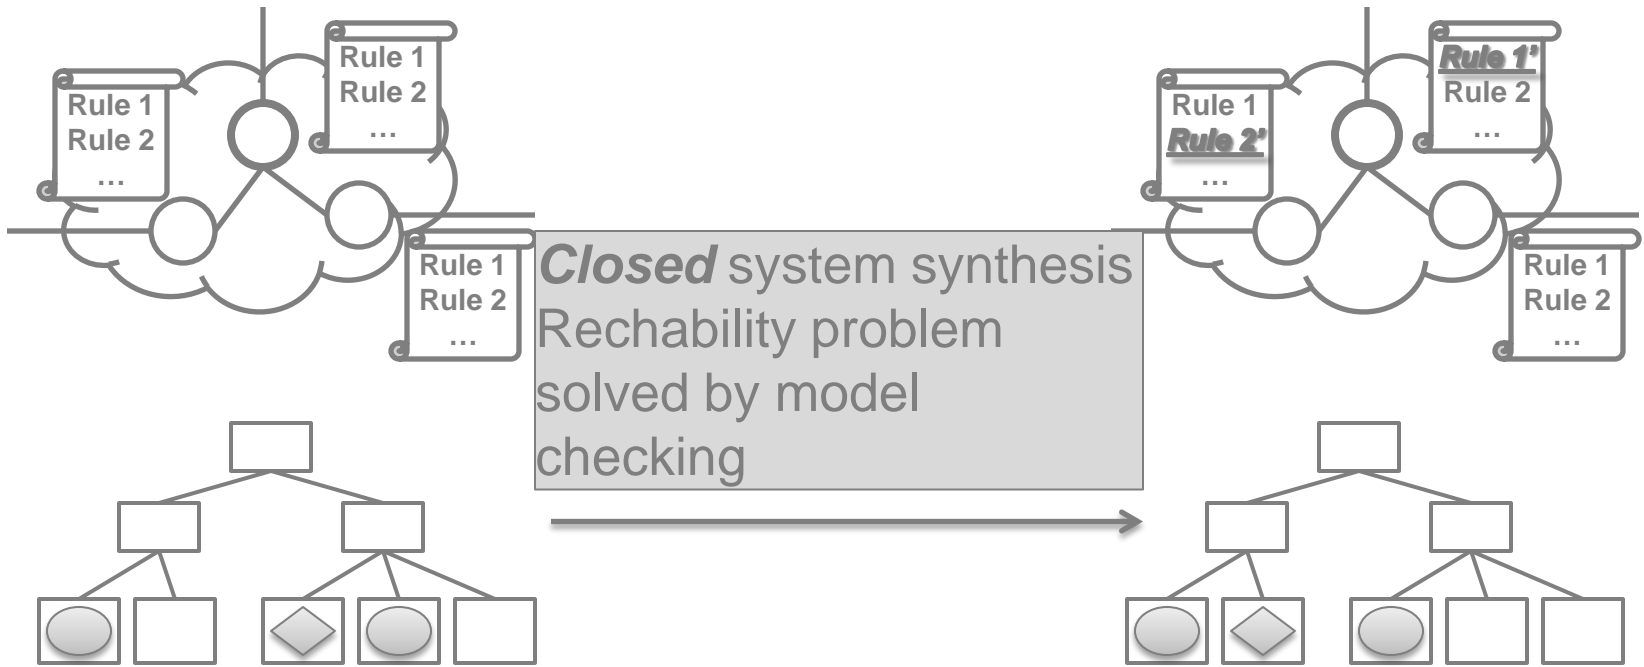 Rule 1
Rule 2
...
Rule 1
Rule 2
...
Rule 1
Rule 2
...
Closed system synthesis
Rechability problem
solved by model
checking
Rule 1
Rule 2’
...
Rule 1’
Rule 2
...
Rule 1
Rule 2
...